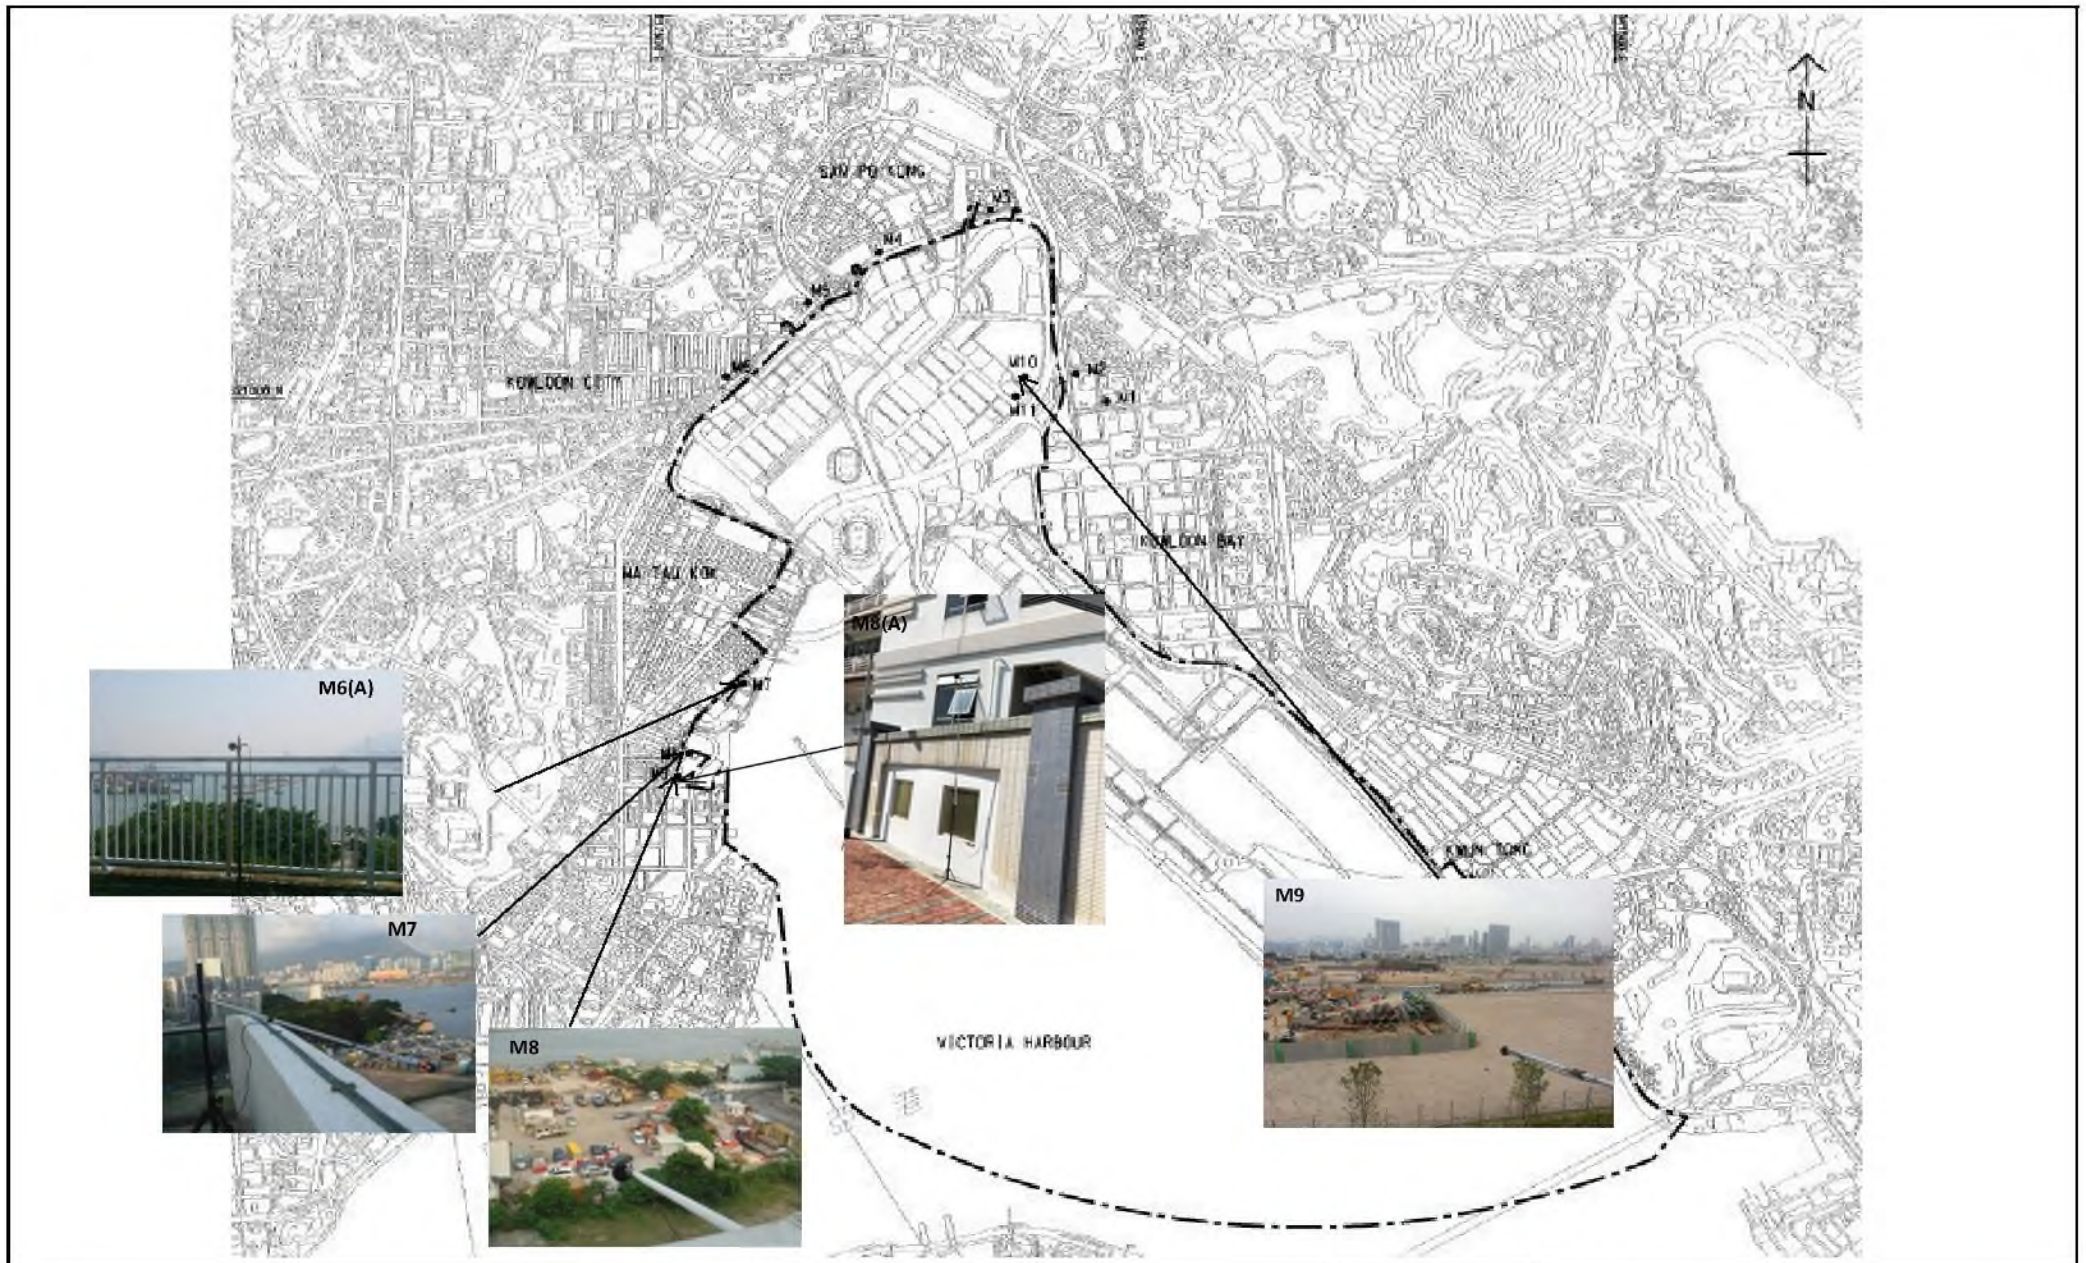 N
SAN PO KONG
M3
M4
M5
M6
KOWLOON CITY
M10
M2
M11
M1
KOWLOON BAY
MA TAU KOK
M8(A)
M6(A)
M7
KWUN TONG
M9
M7
VICTORIA HARBOUR
M8